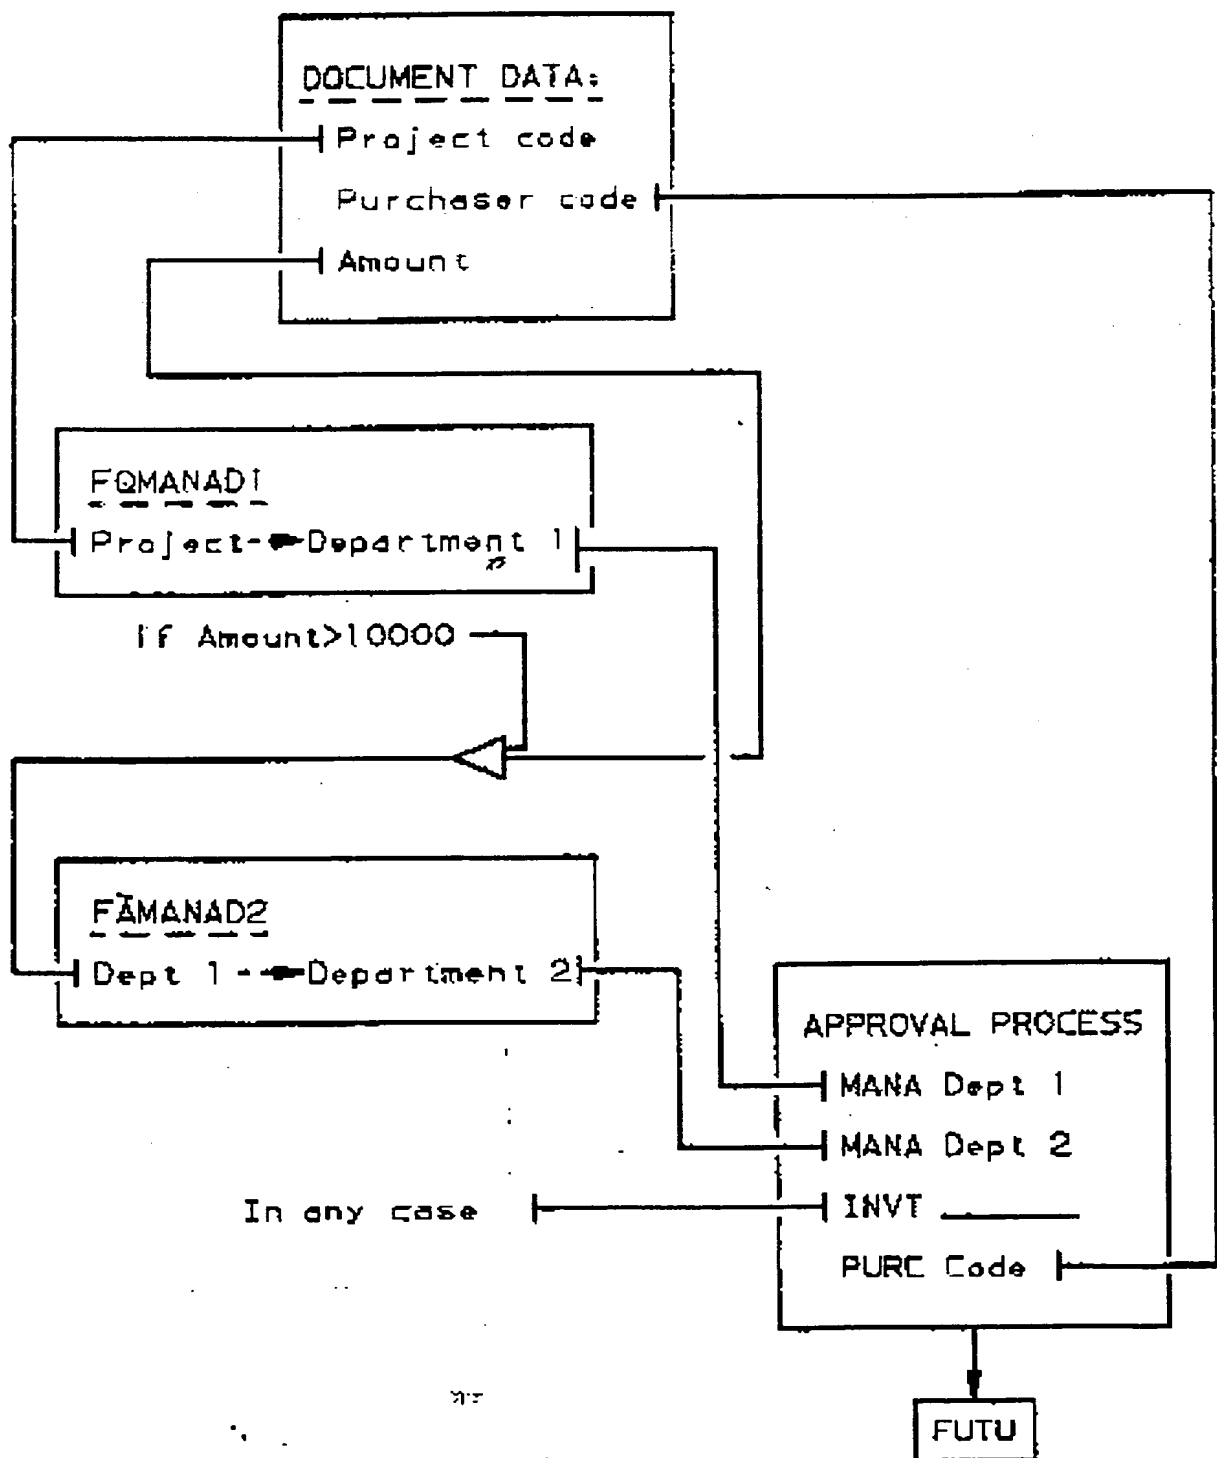 DOCUMENT DATA:
Project code
Purchaser code
Amount
FQMANAD1
Project-►Department 1
if Amount>10000
FAMANAD2
Dept 1-►Department 2
APPROVAL PROCESS
MANA Dept 1
MANA Dept 2
In any case
INVT
PURC Code
FUTU